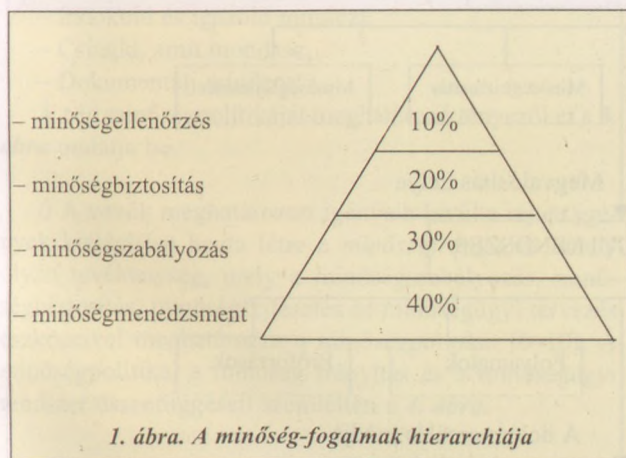 – minőségellenőrzés 10%
– minőségbiztosítás 20%
– minőségszabályozás 30%
– minőségmenedzsment 40%
1. ábra. A minőség-fogalmak hierarchiája